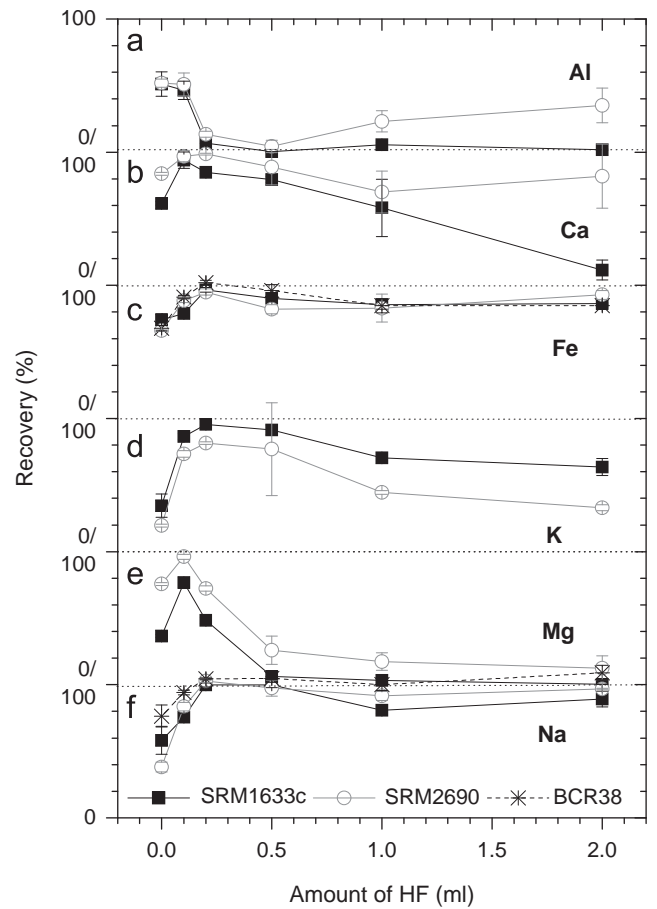 100
a
Al
0/
100
b
Ca
0/
100
c
Fe
0/
100
d
K
0/
100
e
Mg
0/
100
f
Na
SRM1633c SRM2690 BCR38
0
0.0 0.5 1.0 1.5 2.0
Amount of HF (ml)
Recovery (%)